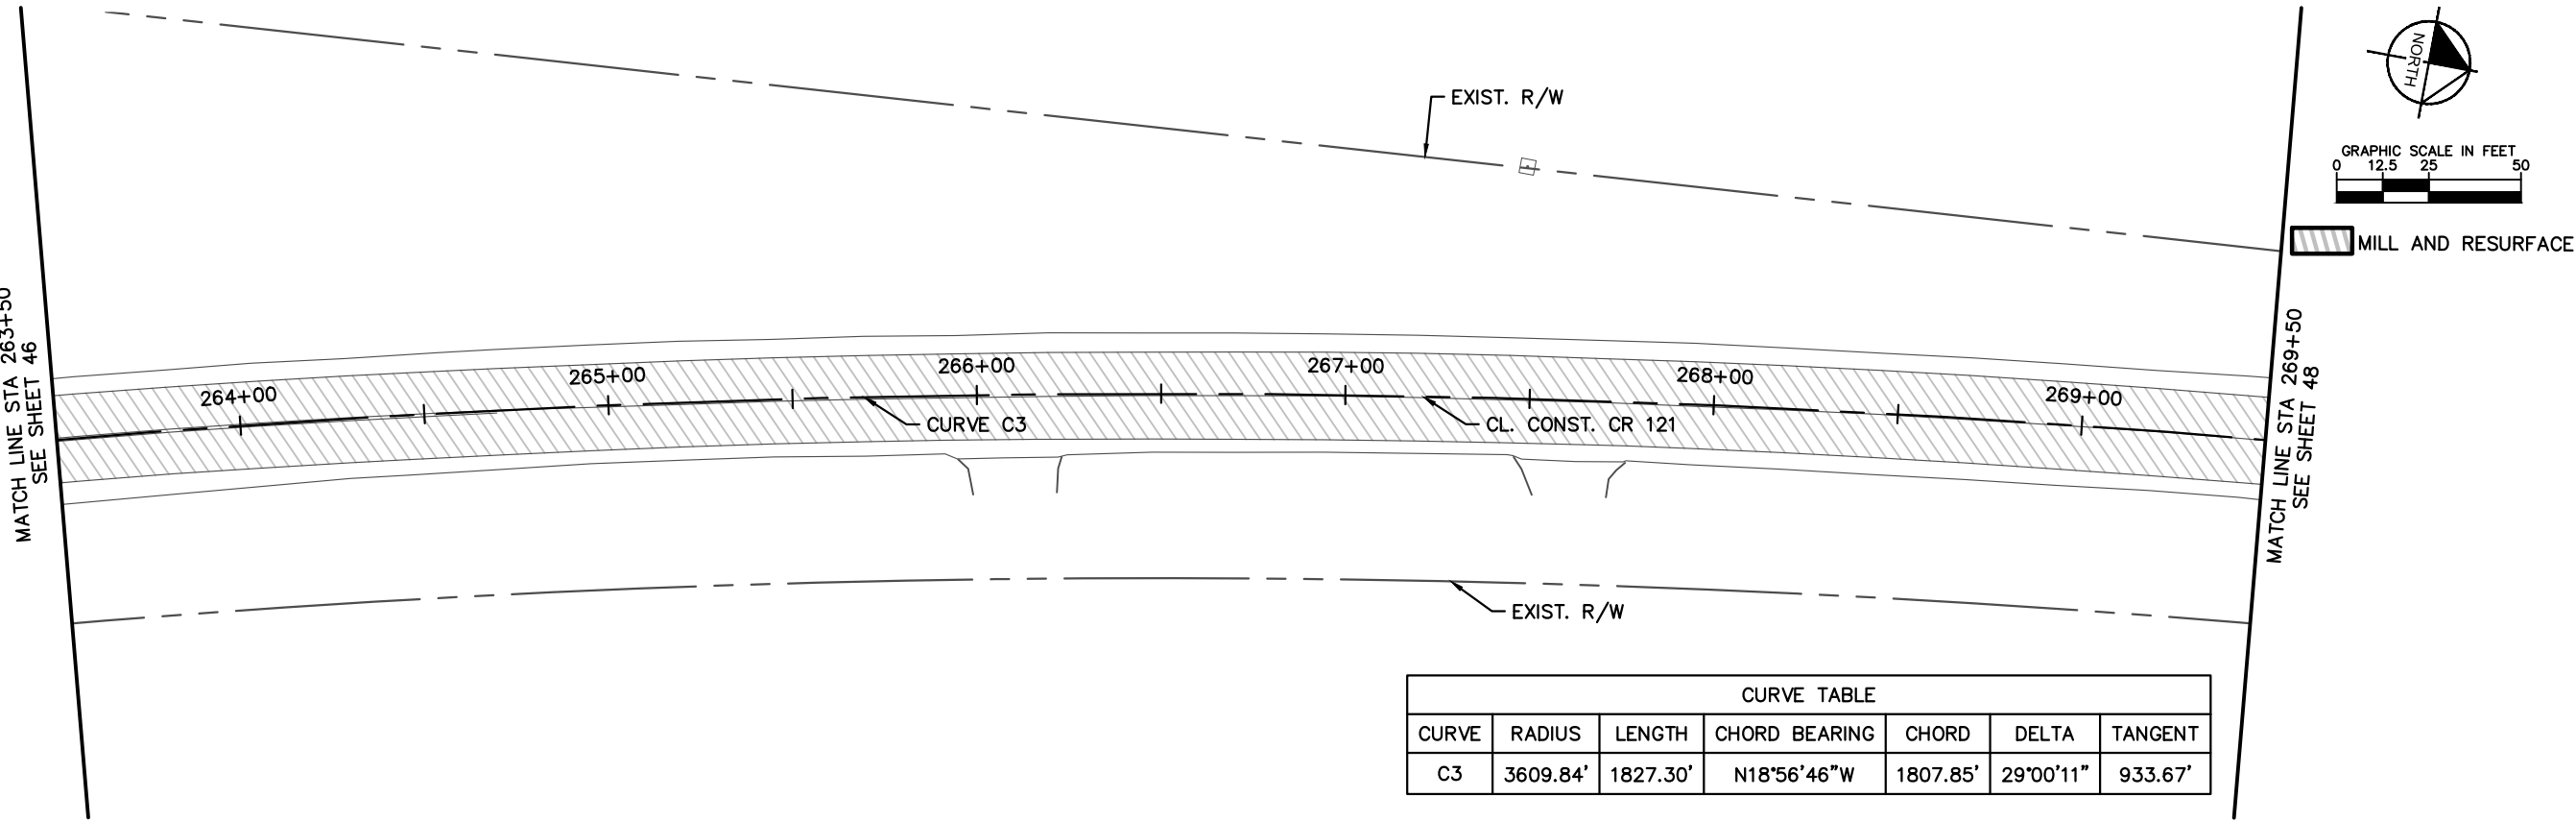 EXIST. R/W
NORTH
GRAPHIC SCALE IN FEET
0 12.5 25 50
MILL AND RESURFACE
MATCH LINE STA 263+50
SEE SHEET 46
264+00
265+00
266+00
267+00
268+00
269+00
CURVE C3
CL. CONST. CR 121
MATCH LINE STA 269+50
SEE SHEET 48
EXIST. R/W
CURVE TABLE
CURVE RADIUS LENGTH CHORD BEARING CHORD DELTA TANGENT
C3 3609.84' 1827.30' N18°56'46"W 1807.85' 29°00'11" 933.67'